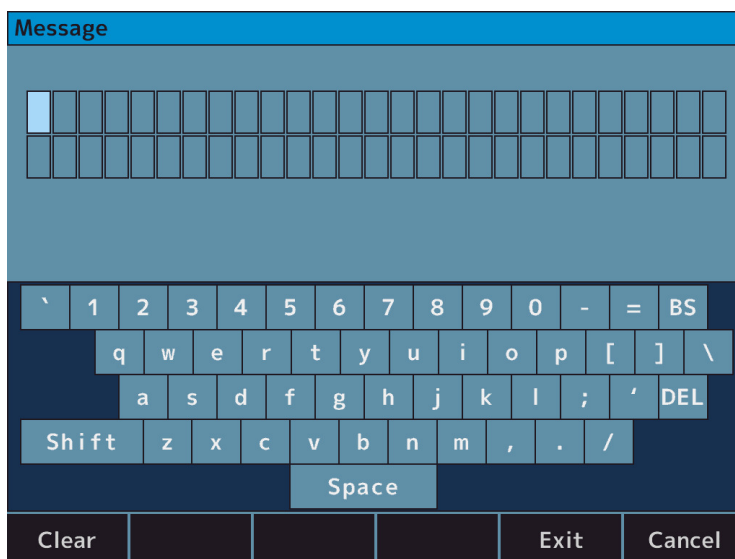 Message
` 1 2 3 4 5 6 7 8 9 0 - = BS
q w e r t y u i o p [ ] \
a s d f g h j k l ; ‘ DEL
Shift z x c v b n m , . /
Space
Clear Exit Cancel